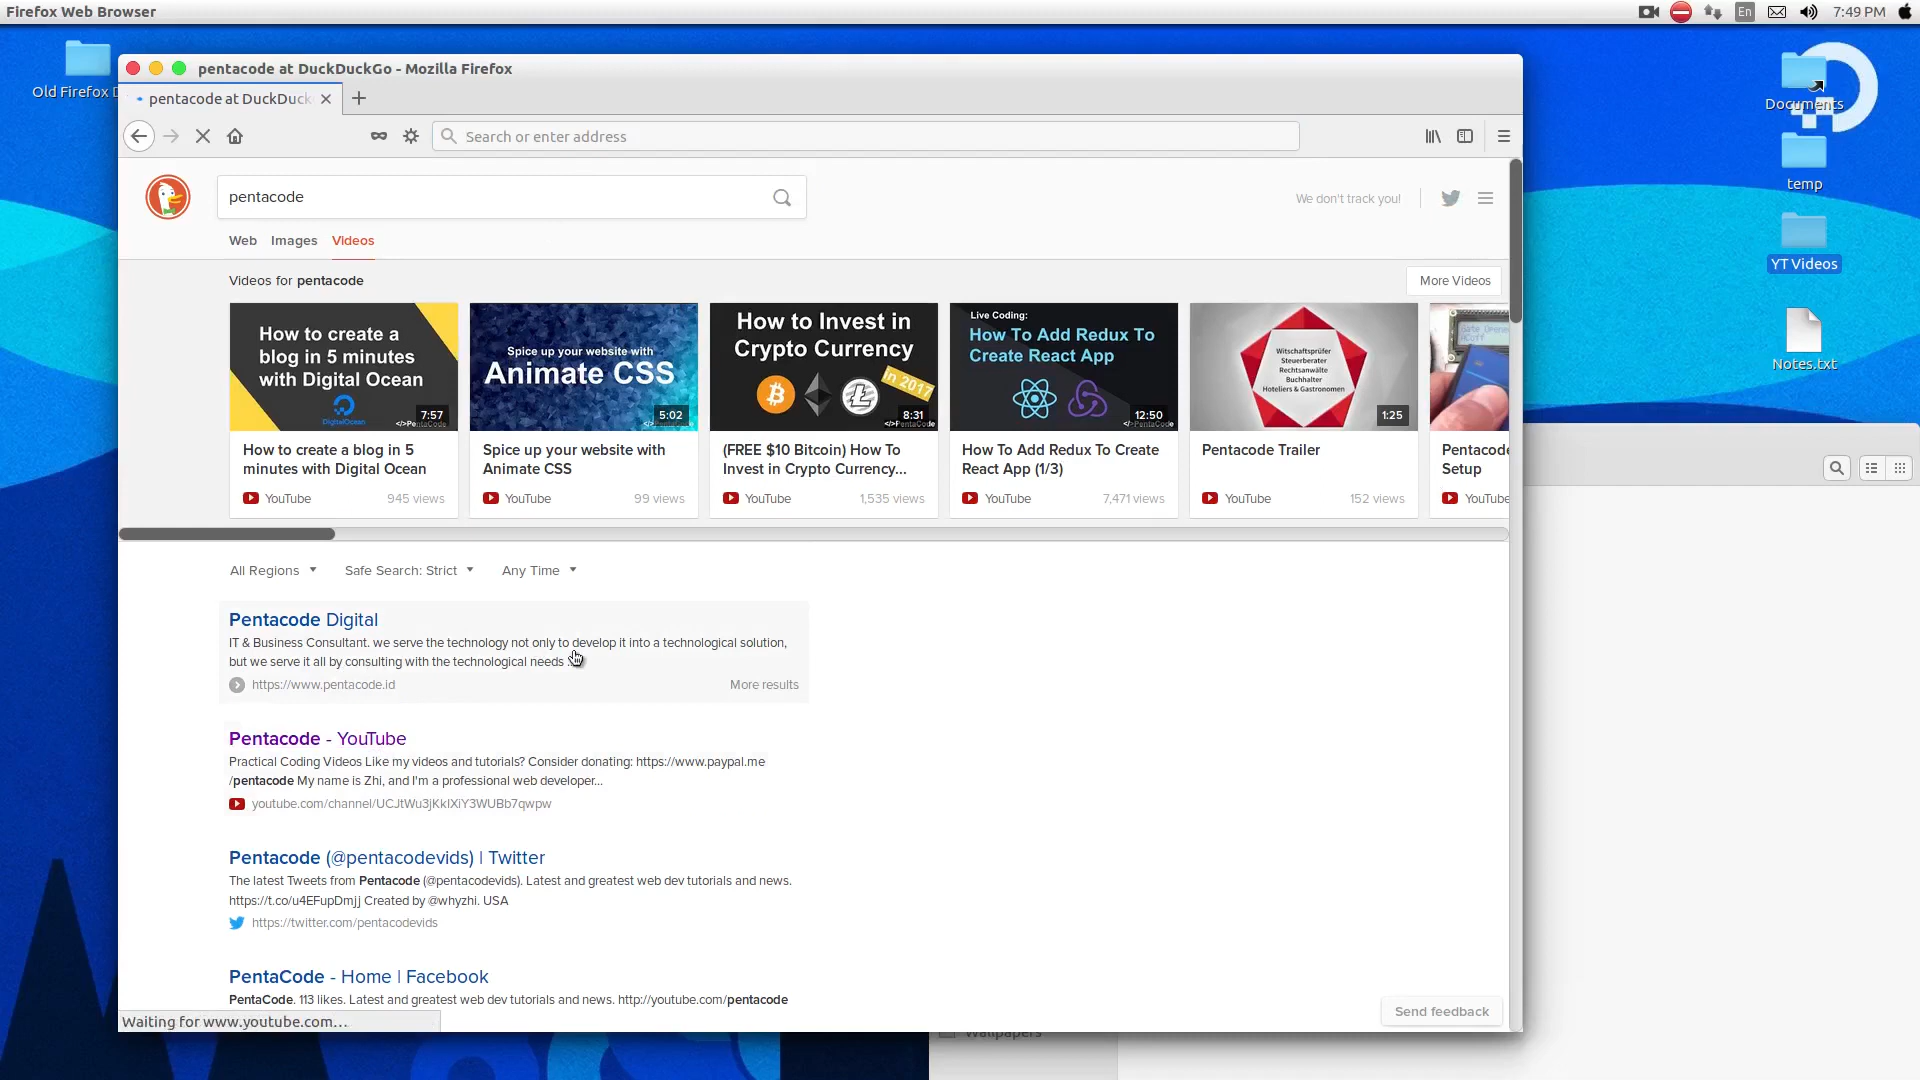 Firefox Web Browser
En
7:49 PM
Old Firefox D
pentacode at DuckDuckGo - Mozilla Firefox
pentacode at DuckDuck
Search or enter address
pentacode
We don't track you!
Web Images Videos
Videos for pentacode
More Videos
How to create a
blog in 5 minutes
with Digital Ocean
DigitalOcean
7:57
</>PentaCode
How to create a blog in 5
minutes with Digital Ocean
YouTube 945 views
Spice up your website with
Animate CSS
5:02
</>PentaCode
Spice up your website with
Animate CSS
YouTube 99 views
How to Invest in
Crypto Currency
in 2017
8:31
</>PentaCode
(FREE $10 Bitcoin) How To
Invest in Crypto Currency...
YouTube 1,535 views
Live Coding:
How To Add Redux To
Create React App
12:50
</>PentaCode
How To Add Redux To Create
React App (1/3)
YouTube 7,471 views
Witschaftsprüfer
Steuerberater
Rechtsanwälte
Buchhalter
Hoteliers & Gastronomen
1:25
Pentacode Trailer
YouTube 152 views
Pentacode
Setup
YouTube
All Regions Safe Search: Strict Any Time
Pentacode Digital
IT & Business Consultant. we serve the technology not only to develop it into a technological solution,
but we serve it all by consulting with the technological needs ...
https://www.pentacode.id More results
Pentacode - YouTube
Practical Coding Videos Like my videos and tutorials? Consider donating: https://www.paypal.me
/pentacode My name is Zhi, and I'm a professional web developer...
youtube.com/channel/UCJtWu3jKkIXiY3WUBb7qwpw
Pentacode (@pentacodevids) | Twitter
The latest Tweets from Pentacode (@pentacodevids). Latest and greatest web dev tutorials and news.
https://t.co/u4EFupDmjj Created by @whyzhi. USA
https://twitter.com/pentacodevids
PentaCode - Home | Facebook
PentaCode. 113 likes. Latest and greatest web dev tutorials and news. http://youtube.com/pentacode
Send feedback
Waiting for www.youtube.com...
Documents
temp
YT Videos
Notes.txt
Wallpapers